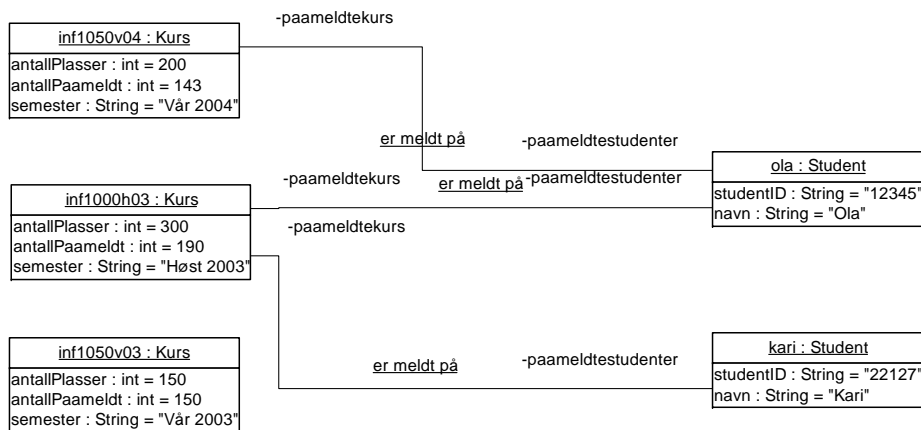 -paameldtekurs
inf1050v04 : Kurs
antallPlasser : int = 200
antallPaameldt : int = 143
semester : String = "Vår 2004"
er meldt på
-paameldtestudenter
ola : Student
studentID : String = "12345"
navn : String = "Ola"
-paameldtekurs
er meldt på
-paameldtestudenter
inf1000h03 : Kurs
antallPlasser : int = 300
antallPaameldt : int = 190
semester : String = "Høst 2003"
-paameldtekurs
er meldt på
-paameldtestudenter
inf1050v03 : Kurs
antallPlasser : int = 150
antallPaameldt : int = 150
semester : String = "Vår 2003"
kari : Student
studentID : String = "22127"
navn : String = "Kari"